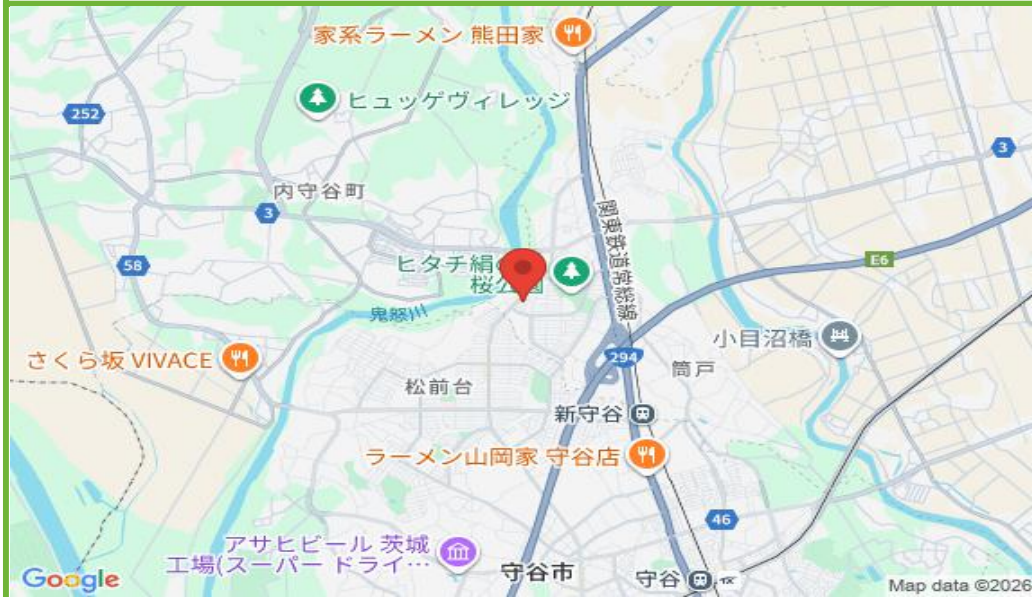 家系ラーメン 熊田家
ヒュッゲヴィレッジ
252
3
内守谷町
3
関東鉄道常総線
58
ヒタチ絹の
桜公園
E6
鬼怒川
小目沼橋
294
さくら坂 VIVACE
筒戸
松前台
新守谷
ラーメン山岡家 守谷店
46
アサヒビール 茨城
工場(スーパー ドライ…
守谷市
守谷
Google
Map data ©2026